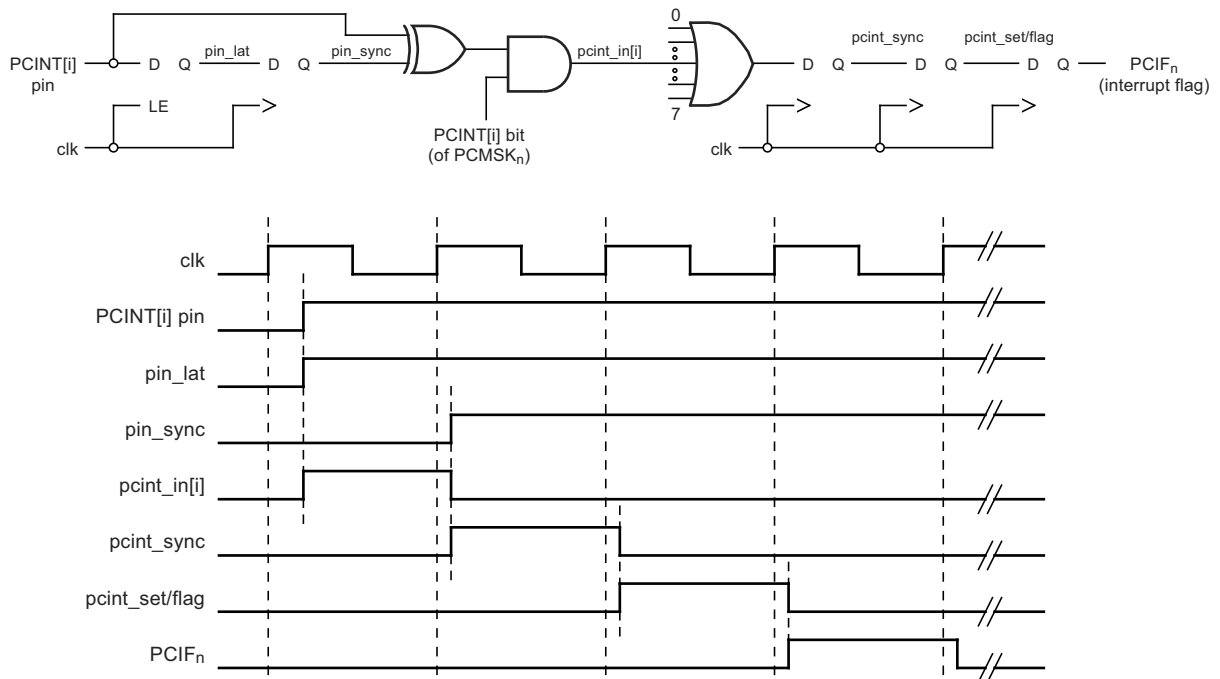 PCINT[i]
pin
D Q
pin_lat
D Q
pin_sync
LE
clk
PCINT[i] bit
(of PCMSKn)
pcint_in[i]
0
7
D Q
pcint_sync
D Q
pcint_set/flag
D Q
PCIFn
(interrupt flag)
clk
clk
PCINT[i] pin
pin_lat
pin_sync
pcint_in[i]
pcint_sync
pcint_set/flag
PCIFn